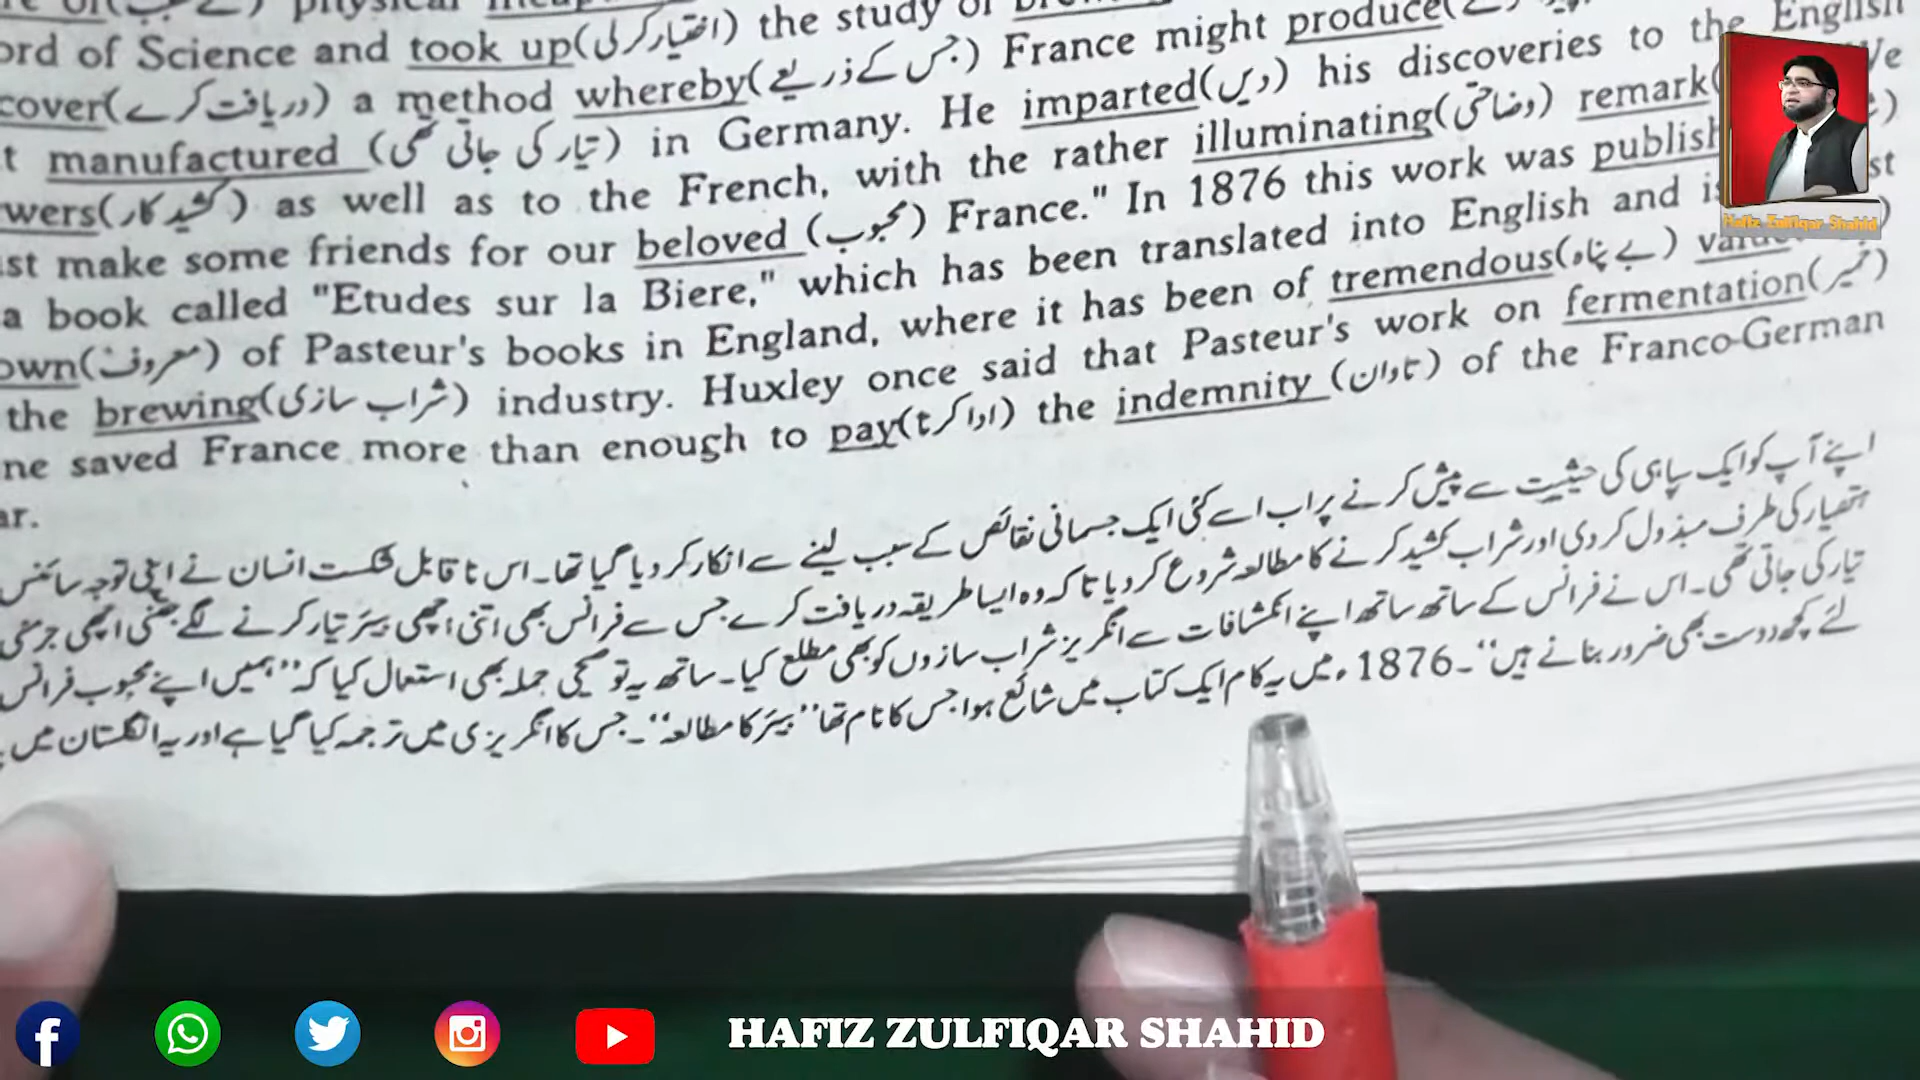 physical
ord of Science and took up(اختیار کرلی) the study of
cover(دریافت کرے) a method whereby(جس کے ذریعے) France might produce(
t manufactured (تیار کی جاتی تھی) in Germany. He imparted(دیں) his discoveries to the English
wers(کشید کار) as well as to the French, with the rather illuminating(وضاحتی) remark(
ust make some friends for our beloved (محبوب) France." In 1876 this work was publish
a book called "Etudes sur la Biere," which has been translated into English and is
own(معروف) of Pasteur's books in England, where it has been of tremendous(بے پناہ) value
the brewing(شراب سازی) industry. Huxley once said that Pasteur's work on fermentation(خمیر)
ne saved France more than enough to pay(ادا کرنا) the indemnity (تاوان) of the Franco-German
ar.
اپنے آپ کو ایک سپاہی کی حیثیت سے پیش کرنے پر اب اسے کئی ایک جسمانی نقائص کے سبب لینے سے انکار کر دیا گیا تھا۔ اس ناقابل شکست انسان نے اپنی توجہ سائنس
ہتھیار کی طرف مبذول کر دی اور شراب کشید کرنے کا مطالعہ شروع کر دیا تا کہ وہ ایسا طریقہ دریافت کرے جس سے فرانس بھی اتنی اچھی بیئر تیار کرنے لگے جتنی اچھی جرمنی
تیار کی جاتی تھی۔ اس نے فرانس کے ساتھ ساتھ اپنے انکشافات سے انگریز شراب سازوں کو بھی مطلع کیا۔ ساتھ یہ توضیحی جملہ بھی استعمال کیا کہ ''ہمیں اپنے محبوب فرانس
لئے کچھ دوست بھی ضرور بنانے ہیں''۔ 1876ء میں یہ کام ایک کتاب میں شائع ہوا جس کا نام تھا ''بیئر کا مطالعہ''۔ جس کا انگریزی میں ترجمہ کیا گیا ہے اور یہ انگلستان میں
Hafiz Zulfiqar Shahid
HAFIZ ZULFIQAR SHAHID